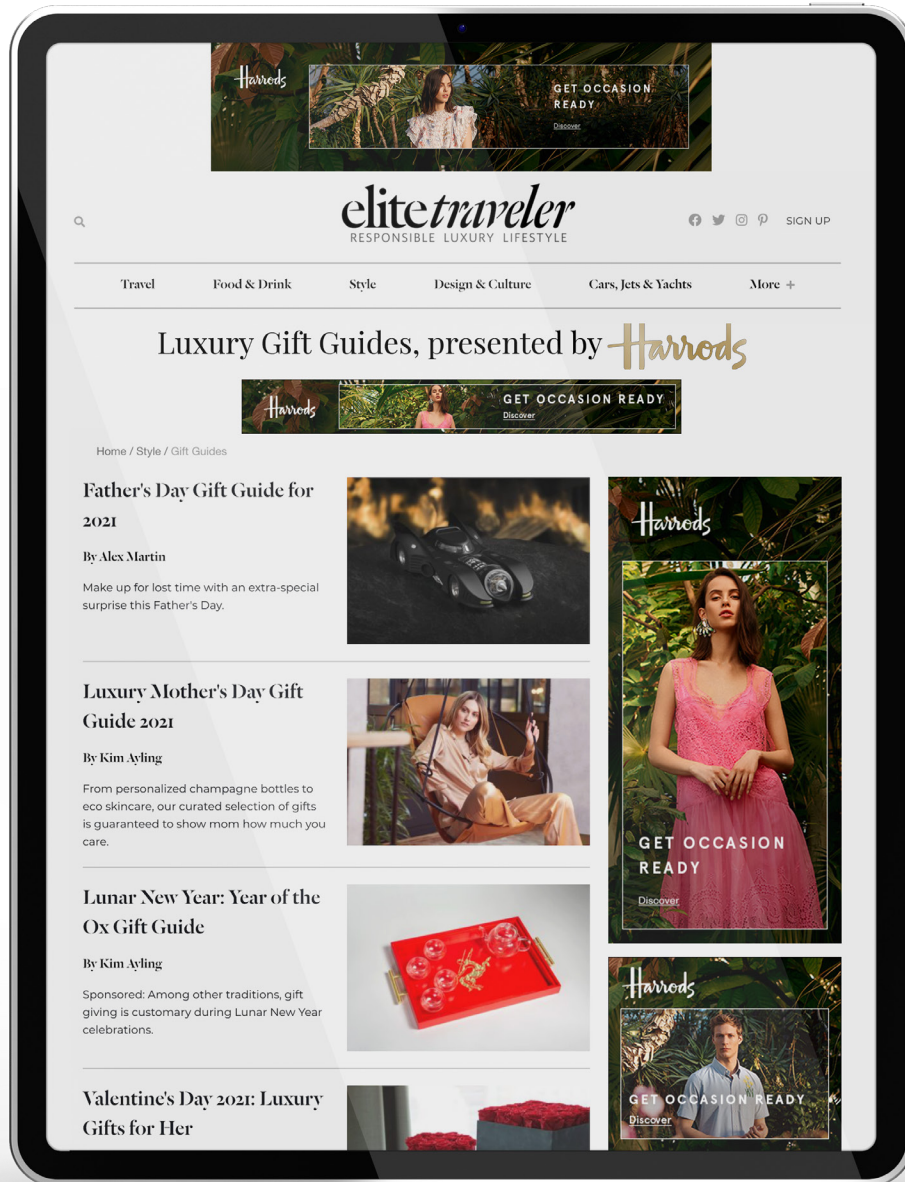 Harrods
GET OCCASION
READY
Discover
elite traveler
RESPONSIBLE LUXURY LIFESTYLE
SIGN UP
Travel
Food & Drink
Style
Design & Culture
Cars, Jets & Yachts
More +
Luxury Gift Guides, presented by Harrods
Harrods
GET OCCASION READY
Discover
Home / Style / Gift Guides
Father's Day Gift Guide for
2021
By Alex Martin
Make up for lost time with an extra-special
surprise this Father's Day.
Luxury Mother's Day Gift
Guide 2021
By Kim Ayling
From personalized champagne bottles to
eco skincare, our curated selection of gifts
is guaranteed to show mom how much you
care.
Lunar New Year: Year of the
Ox Gift Guide
By Kim Ayling
Sponsored: Among other traditions, gift
giving is customary during Lunar New Year
celebrations.
Valentine's Day 2021: Luxury
Gifts for Her
Harrods
GET OCCASION
READY
Discover
Harrods
GET OCCASION READY
Discover